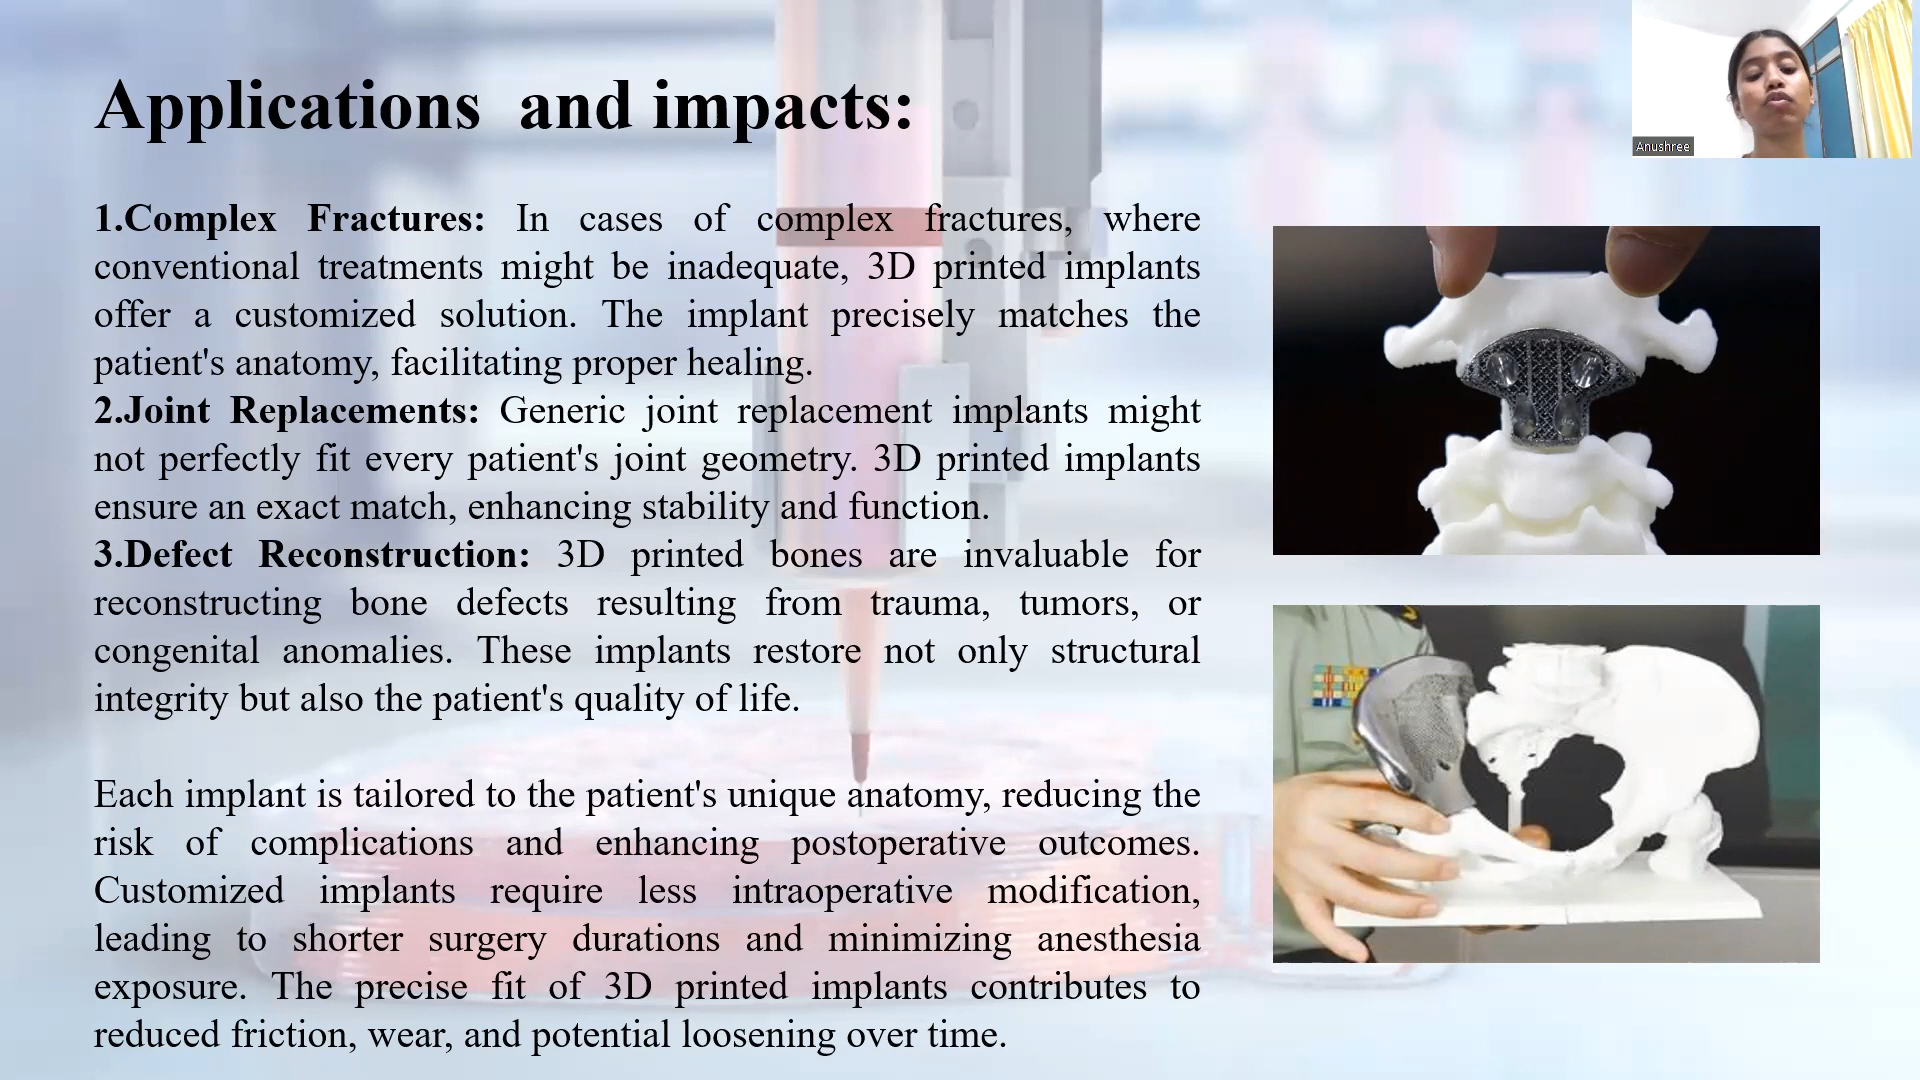 Applications and impacts:
Anushree
1.Complex Fractures: In cases of complex fractures, where
conventional treatments might be inadequate, 3D printed implants
offer a customized solution. The implant precisely matches the
patient's anatomy, facilitating proper healing.
2.Joint Replacements: Generic joint replacement implants might
not perfectly fit every patient's joint geometry. 3D printed implants
ensure an exact match, enhancing stability and function.
3.Defect Reconstruction: 3D printed bones are invaluable for
reconstructing bone defects resulting from trauma, tumors, or
congenital anomalies. These implants restore not only structural
integrity but also the patient's quality of life.
Each implant is tailored to the patient's unique anatomy, reducing the
risk of complications and enhancing postoperative outcomes.
Customized implants require less intraoperative modification,
leading to shorter surgery durations and minimizing anesthesia
exposure. The precise fit of 3D printed implants contributes to
reduced friction, wear, and potential loosening over time.